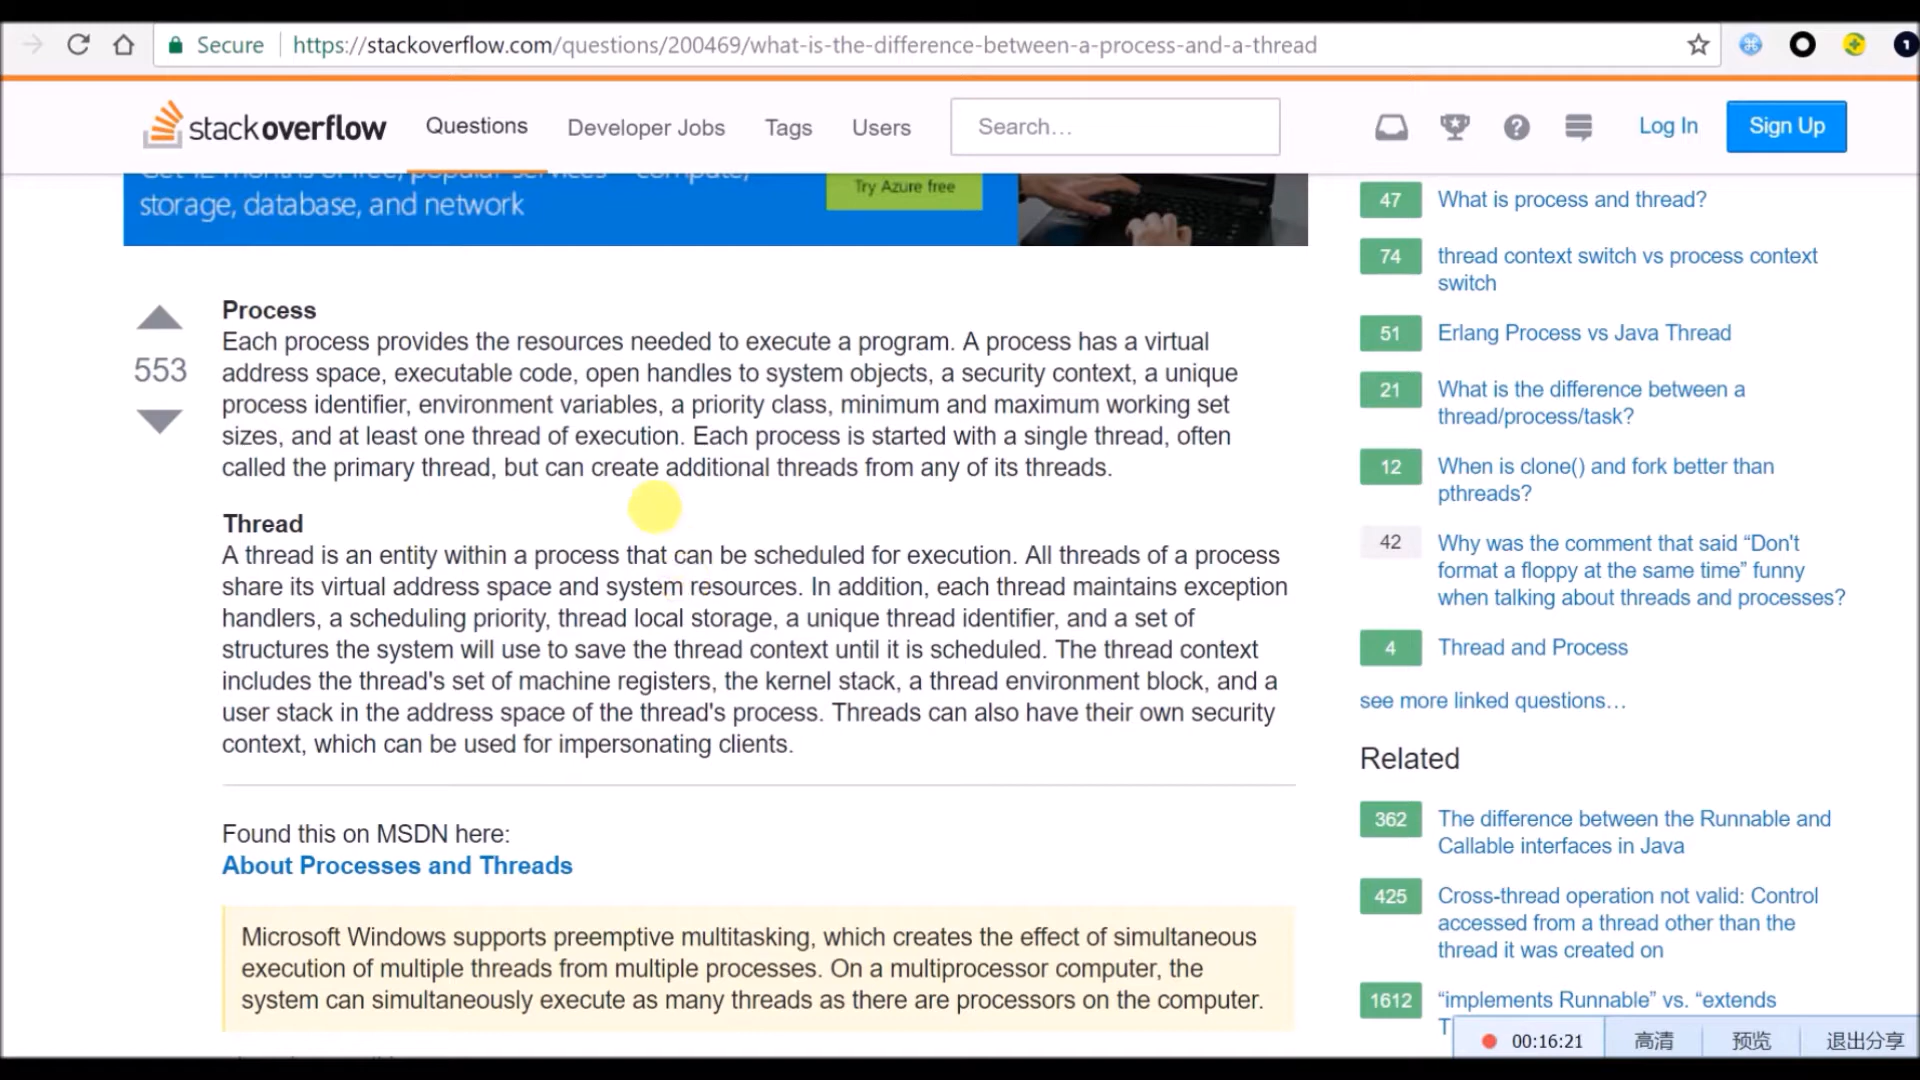 Secure https://stackoverflow.com/questions/200469/what-is-the-difference-between-a-process-and-a-thread
1
stackoverflow Questions Developer Jobs Tags Users Search... Log In Sign Up
storage, database, and network
Try Azure free
553
Process
Each process provides the resources needed to execute a program. A process has a virtual
address space, executable code, open handles to system objects, a security context, a unique
process identifier, environment variables, a priority class, minimum and maximum working set
sizes, and at least one thread of execution. Each process is started with a single thread, often
called the primary thread, but can create additional threads from any of its threads.
Thread
A thread is an entity within a process that can be scheduled for execution. All threads of a process
share its virtual address space and system resources. In addition, each thread maintains exception
handlers, a scheduling priority, thread local storage, a unique thread identifier, and a set of
structures the system will use to save the thread context until it is scheduled. The thread context
includes the thread's set of machine registers, the kernel stack, a thread environment block, and a
user stack in the address space of the thread's process. Threads can also have their own security
context, which can be used for impersonating clients.
Found this on MSDN here:
About Processes and Threads
Microsoft Windows supports preemptive multitasking, which creates the effect of simultaneous
execution of multiple threads from multiple processes. On a multiprocessor computer, the
system can simultaneously execute as many threads as there are processors on the computer.
47 What is process and thread?
74 thread context switch vs process context
switch
51 Erlang Process vs Java Thread
21 What is the difference between a
thread/process/task?
12 When is clone() and fork better than
pthreads?
42 Why was the comment that said “Don't
format a floppy at the same time” funny
when talking about threads and processes?
4 Thread and Process
see more linked questions…
Related
362 The difference between the Runnable and
Callable interfaces in Java
425 Cross-thread operation not valid: Control
accessed from a thread other than the
thread it was created on
1612 “implements Runnable” vs. “extends
00:16:21 高清 预览 退出分享